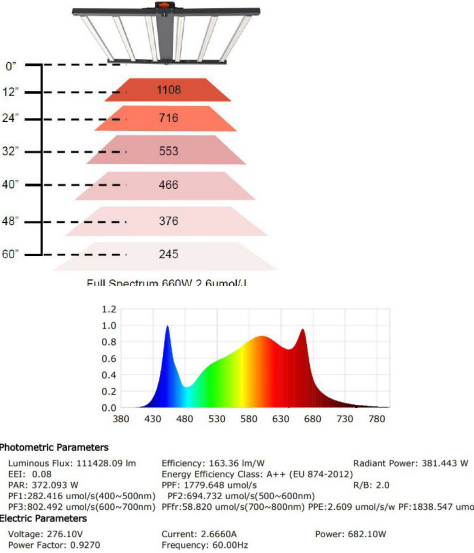 0"
12" 1108
24" 716
32" 553
40" 466
48" 376
60" 245
Full Spectrum 660W 2.6umol/J
1.2
1.0
0.8
0.6
0.4
0.2
0.0
380 430 480 530 580 630 680 730 780
Photometric Parameters
Luminous Flux: 111428.09 lm Efficiency: 163.36 lm/W Radiant Power: 381.443 W
EEI: 0.08 Energy Efficiency Class: A++ (EU 874-2012)
PAR: 372.093 W PPF: 1779.648 umol/s R/B: 2.0
PF1:282.416 umol/s(400~500nm) PF2:694.732 umol/s(500~600nm)
PF3:802.492 umol/s(600~700nm) PFfr:58.820 umol/s(700~800nm) PPE:2.609 umol/s/w PF:1838.547 umo
Electric Parameters
Voltage: 276.10V Current: 2.6660A Power: 682.10W
Power Factor: 0.9270 Frequency: 60.00Hz